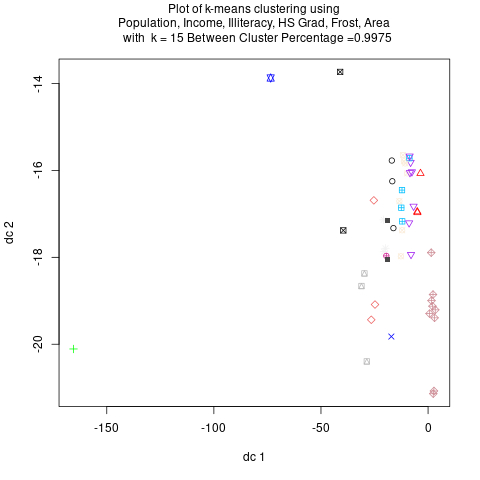 Plot of k-means clustering using
Population, Income, Illiteracy, HS Grad, Frost, Area
with k = 15 Between Cluster Percentage =0.9975
-14
-16
-18
-20
dc 2
-150 -100 -50 0
dc 1